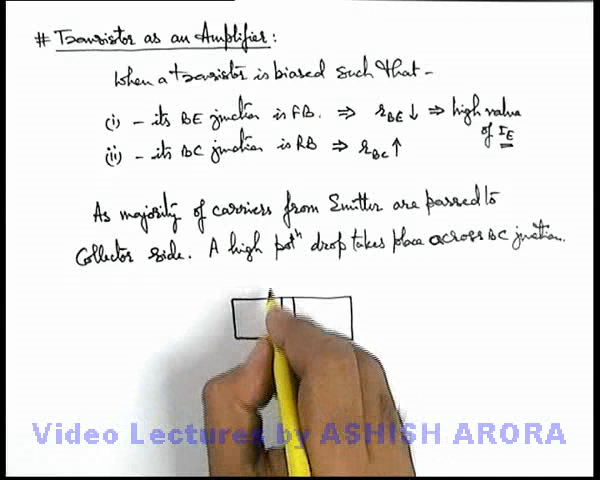 # Transistor as an Amplifier:
When a transistor is biased such that -
(i) - its BE junction is FB. ⇒ r_BE ↓ ⇒ high value of I_E
(ii) - its BC junction is RB ⇒ r_BC ↑
As majority of carriers from Emitter are passed to
Collector side. A high potⁿ drop takes place across BC junction.
Video Lectures by ASHISH ARORA